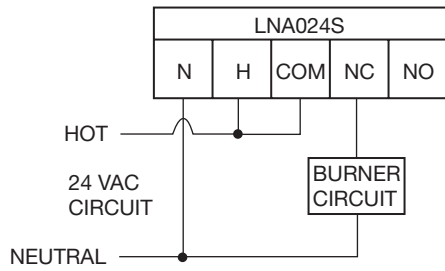 LNA024S
N H COM NC NO
HOT
24 VAC
CIRCUIT
BURNER
CIRCUIT
NEUTRAL